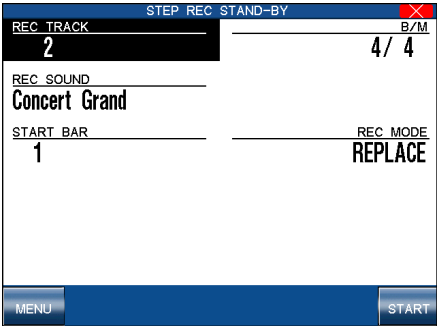 STEP REC STAND-BY
REC TRACK B/M
2 4/ 4
REC SOUND
Concert Grand
START BAR REC MODE
1 REPLACE
MENU START